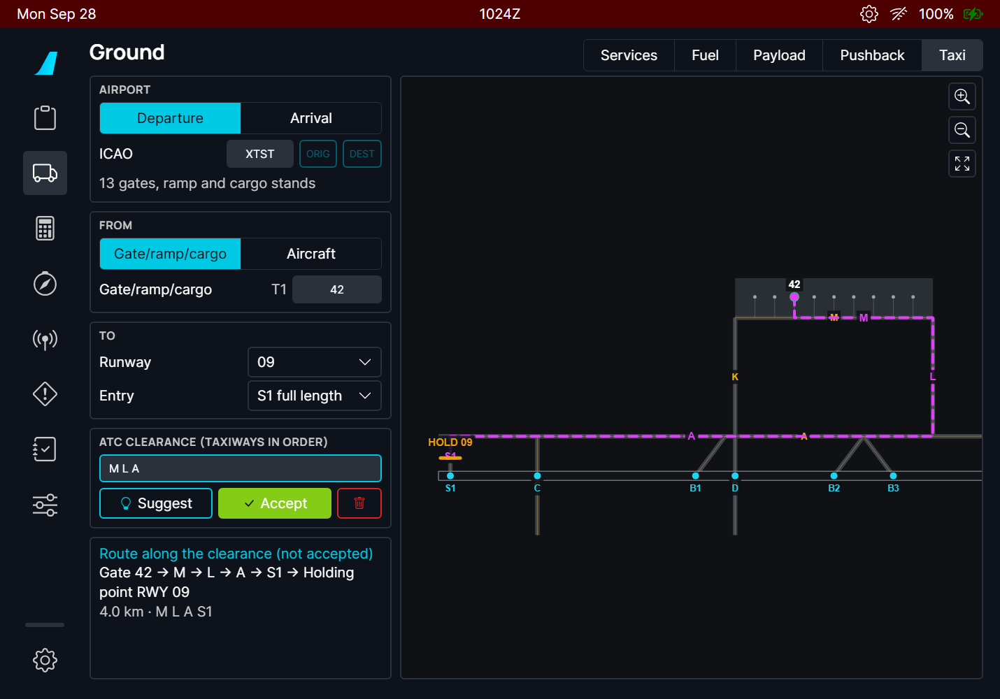 Mon Sep 28
1024Z
100%
Ground
Services
Fuel
Payload
Pushback
Taxi
AIRPORT
Departure
Arrival
ICAO
XTST
ORIG
DEST
13 gates, ramp and cargo stands
FROM
Gate/ramp/cargo
Aircraft
Gate/ramp/cargo
T1
42
TO
Runway
09
Entry
S1 full length
ATC CLEARANCE (TAXIWAYS IN ORDER)
M L A
Suggest
Accept
Route along the clearance (not accepted)
Gate 42 → M → L → A → S1 → Holding
point RWY 09
4.0 km · M L A S1
42
M
M
K
L
HOLD 09
A
A
S1
S1
C
B1
D
B2
B3